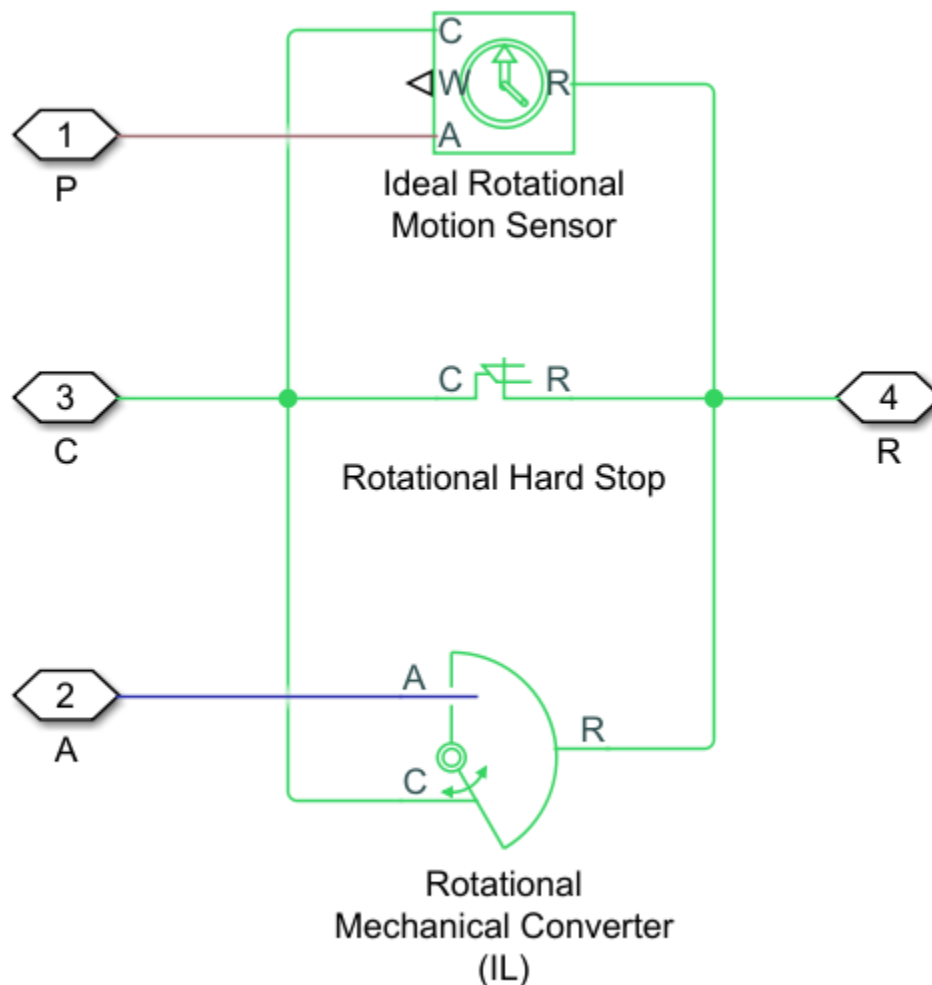 C
W R
1
A
P
Ideal Rotational
Motion Sensor
3
C R
4
C
R
Rotational Hard Stop
A
2
R
A
C
Rotational
Mechanical Converter
(IL)